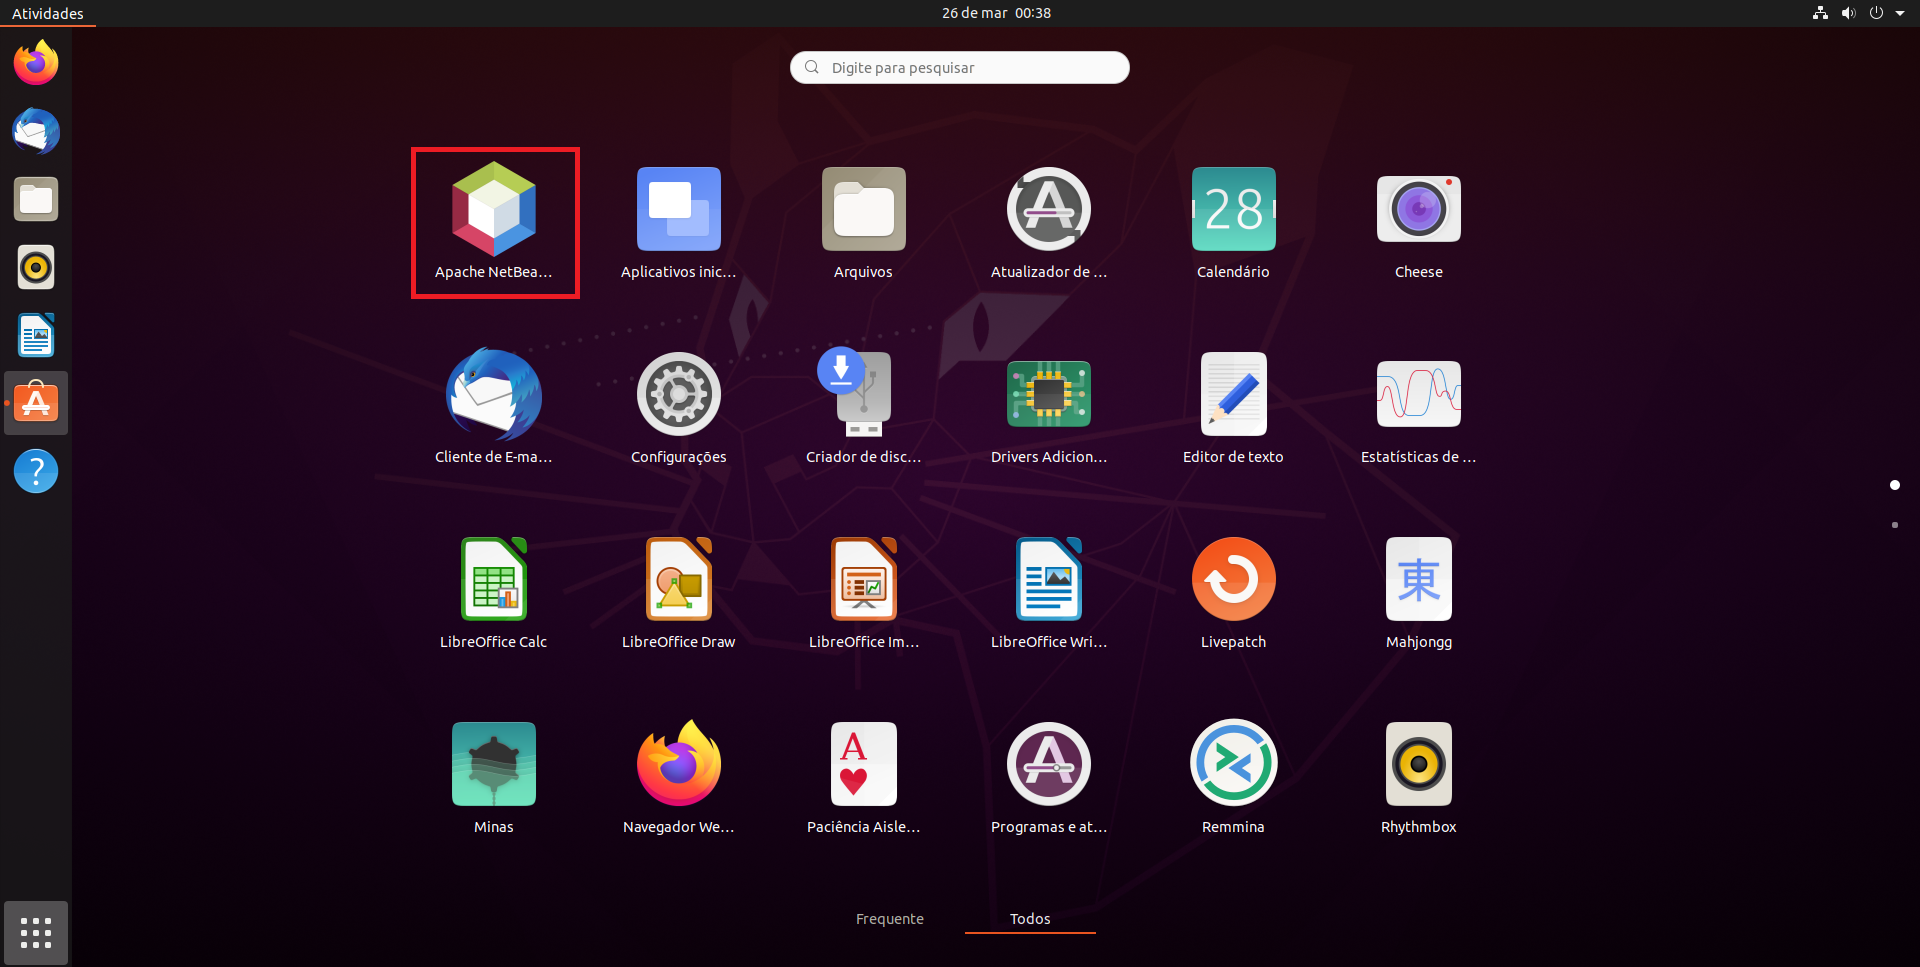 Atividades
26 de mar 00:38
Digite para pesquisar
Apache NetBea...
Aplicativos inic...
Arquivos
Atualizador de ...
28
Calendário
Cheese
Cliente de E-ma...
Configurações
Criador de disc...
Drivers Adicion...
Editor de texto
Estatísticas de ...
LibreOffice Calc
LibreOffice Draw
LibreOffice Im...
LibreOffice Wri...
Livepatch
東
Mahjongg
Minas
Navegador We...
A
Paciência Aisle...
Programas e at...
Remmina
Rhythmbox
?
Frequente
Todos